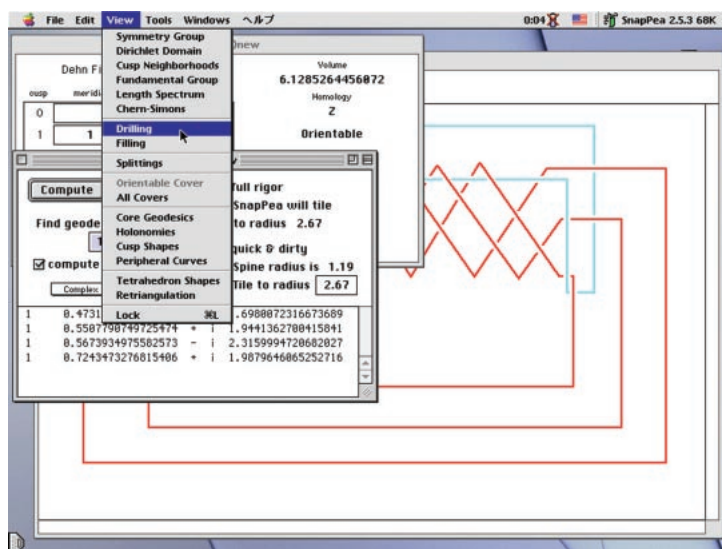 File Edit View Tools Windows ヘルプ 0:04 SnapPea 2.5.3 68K
Symmetry Group
Dirichlet Domain
Cusp Neighborhoods
Fundamental Group
Length Spectrum
Chern-Simons
Drilling
Filling
Splittings
Orientable Cover
All Covers
Core Geodesics
Holonomies
Cusp Shapes
Peripheral Curves
Tetrahedron Shapes
Retriangulation
Lock ⌘L
Dehn Fi
cusp meridi
0
1 1
Volume
6.1285264456072
Homology
Z
Orientable
Compute
full rigor
SnapPea will tile
to radius 2.67
Find geode
1
quick & dirty
compute
Spine radius is 1.19
Complex
Tile to radius 2.67
1 0.4731 .6980072316673689
1 0.5507790749725474 + i 1.9441362700415841
1 0.5673934975582573 - i 2.3159994720682027
1 0.7243473276815406 + i 1.9879646065252716